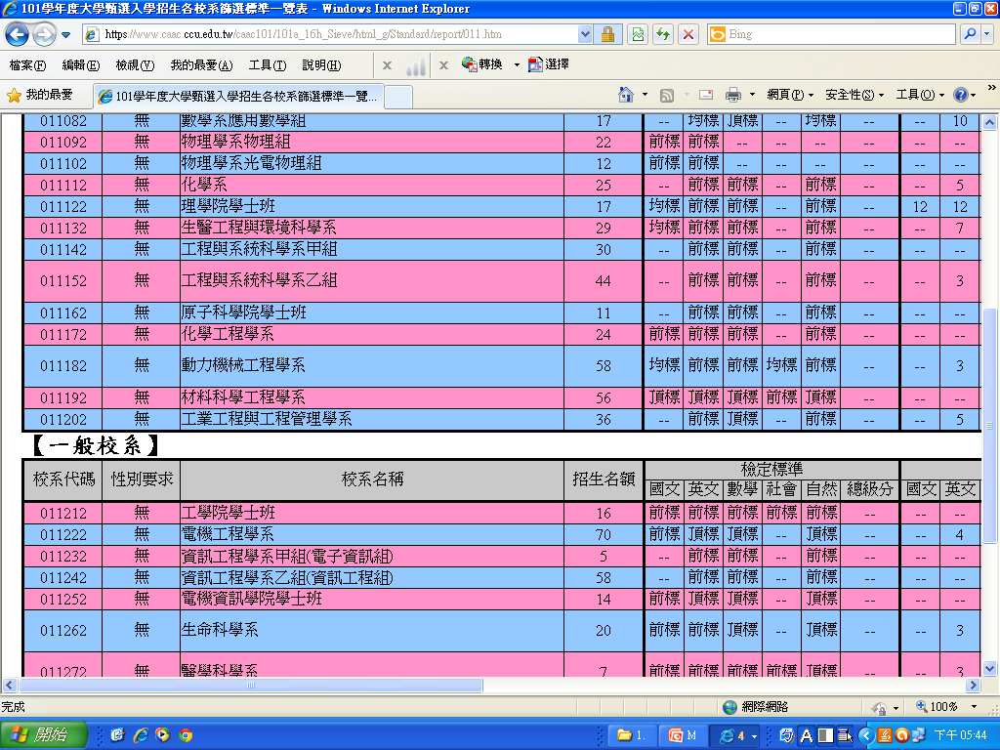 101學年度大學甄選入學招生各校系篩選標準一覽表 - Windows Internet Explorer
https://www.caac.ccu.edu.tw/caac101/101a_16h_Sieve/html_g/Standard/report/011.htm
Bing
檔案(F) 編輯(E) 檢視(V) 我的最愛(A) 工具(T) 說明(H) 轉換 選擇
我的最愛 101學年度大學甄選入學招生各校系篩選標準一覽... 網頁(P) 安全性(S) 工具(O)
011082 無 數學系應用數學組 17 -- 均標 頂標 -- 均標 -- -- 10
011092 無 物理學系物理組 22 前標 前標 -- -- -- -- -- --
011102 無 物理學系光電物理組 12 前標 前標 -- -- -- -- -- --
011112 無 化學系 25 -- 前標 前標 -- 前標 -- -- 5
011122 無 理學院學士班 17 均標 前標 前標 -- 前標 -- 12 12
011132 無 生醫工程與環境科學系 29 均標 前標 前標 -- 前標 -- -- 7
011142 無 工程與系統科學系甲組 30 -- 前標 前標 -- 前標 -- -- --
011152 無 工程與系統科學系乙組 44 -- 前標 前標 -- 前標 -- -- 3
011162 無 原子科學院學士班 11 -- 前標 前標 -- 前標 -- -- --
011172 無 化學工程學系 24 前標 前標 前標 -- 前標 -- -- --
011182 無 動力機械工程學系 58 均標 前標 前標 均標 前標 -- -- 3
011192 無 材料科學工程學系 56 頂標 頂標 頂標 前標 頂標 -- -- --
011202 無 工業工程與工程管理學系 36 -- 前標 頂標 -- 前標 -- -- 5
【一般校系】
校系代碼 性別要求 校系名稱 招生名額 檢定標準
國文 英文 數學 社會 自然 總級分 國文 英文
011212 無 工學院學士班 16 前標 前標 前標 前標 前標 -- -- --
011222 無 電機工程學系 70 前標 頂標 頂標 -- 頂標 -- -- 4
011232 無 資訊工程學系甲組(電子資訊組) 5 -- 前標 前標 -- 前標 -- -- --
011242 無 資訊工程學系乙組(資訊工程組) 58 -- 前標 前標 -- 前標 -- -- --
011252 無 電機資訊學院學士班 14 前標 頂標 頂標 -- 頂標 -- -- --
011262 無 生命科學系 20 前標 前標 頂標 -- 頂標 -- -- 3
011272 無 醫學科學系 7 前標 前標 前標 前標 頂標 -- -- 3
完成 網際網路 100%
開始 1. M 4 A 下午 05:44